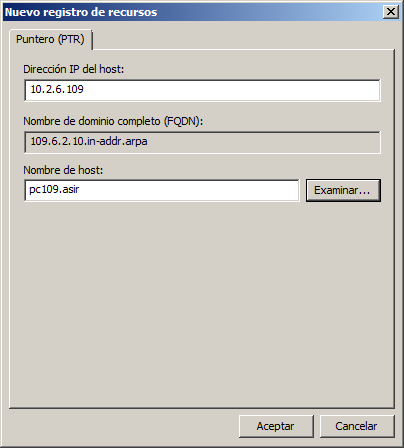 Nuevo registro de recursos
Puntero (PTR)
Dirección IP del host:
10.2.6.109
Nombre de dominio completo (FQDN):
109.6.2.10.in-addr.arpa
Nombre de host:
pc109.asir
Examinar...
Aceptar
Cancelar